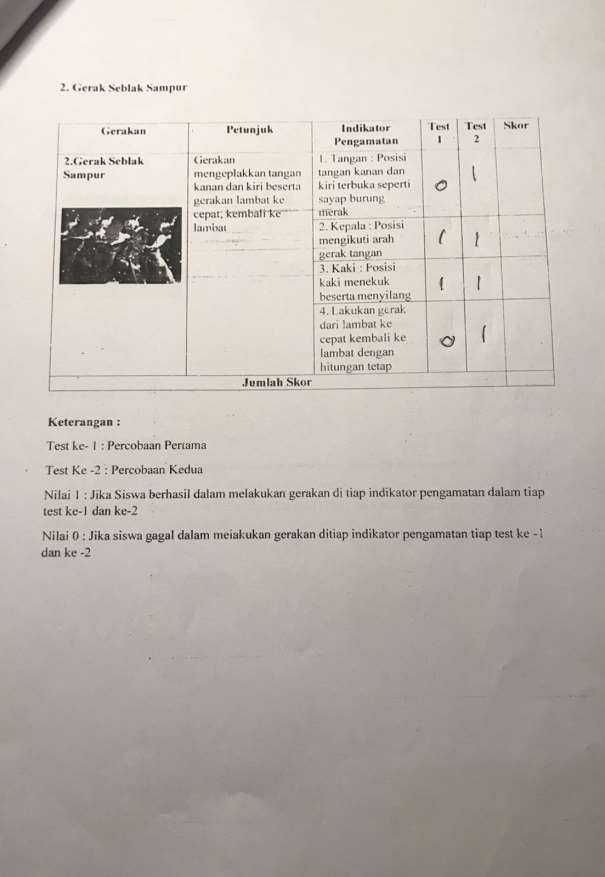 2. Gerak Seblak Sampur
Gerakan Petunjuk Indikator Pengamatan Test 1 Test 2 Skor
2.Gerak Seblak
Sampur
Gerakan
mengeplakkan tangan
kanan dan kiri beserta
gerakan lambat ke
cepat, kembali ke
lambat
1. Tangan : Posisi
tangan kanan dan
kiri terbuka seperti
sayap burung
merak
0 1
2. Kepala : Posisi
mengikuti arah
gerak tangan
1 1
3. Kaki : Posisi
kaki menekuk
beserta menyilang
1 1
4. Lakukan gerak
dari lambat ke
cepat kembali ke
lambat dengan
hitungan tetap
0 1
Jumlah Skor
Keterangan :
Test ke- 1 : Percobaan Pertama
Test Ke -2 : Percobaan Kedua
Nilai 1 : Jika Siswa berhasil dalam melakukan gerakan di tiap indikator pengamatan dalam tiap
test ke-1 dan ke-2
Nilai 0 : Jika siswa gagal dalam melakukan gerakan ditiap indikator pengamatan tiap test ke -1
dan ke -2